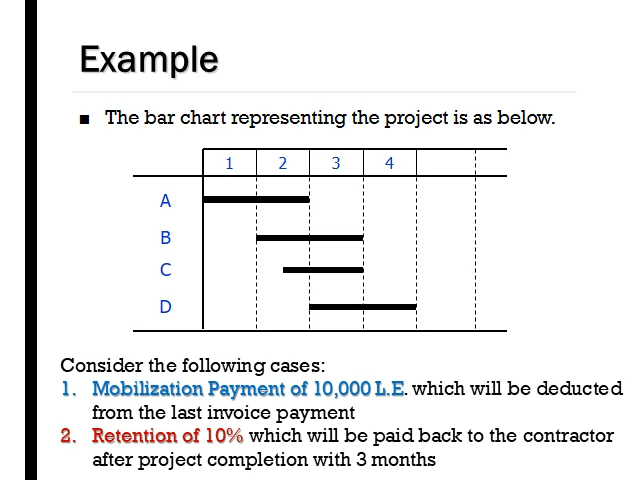 Example
■ The bar chart representing the project is as below.
1 2 3 4
A
B
C
D
Consider the following cases:
1. Mobilization Payment of 10,000 L.E. which will be deducted
from the last invoice payment
2. Retention of 10% which will be paid back to the contractor
after project completion with 3 months